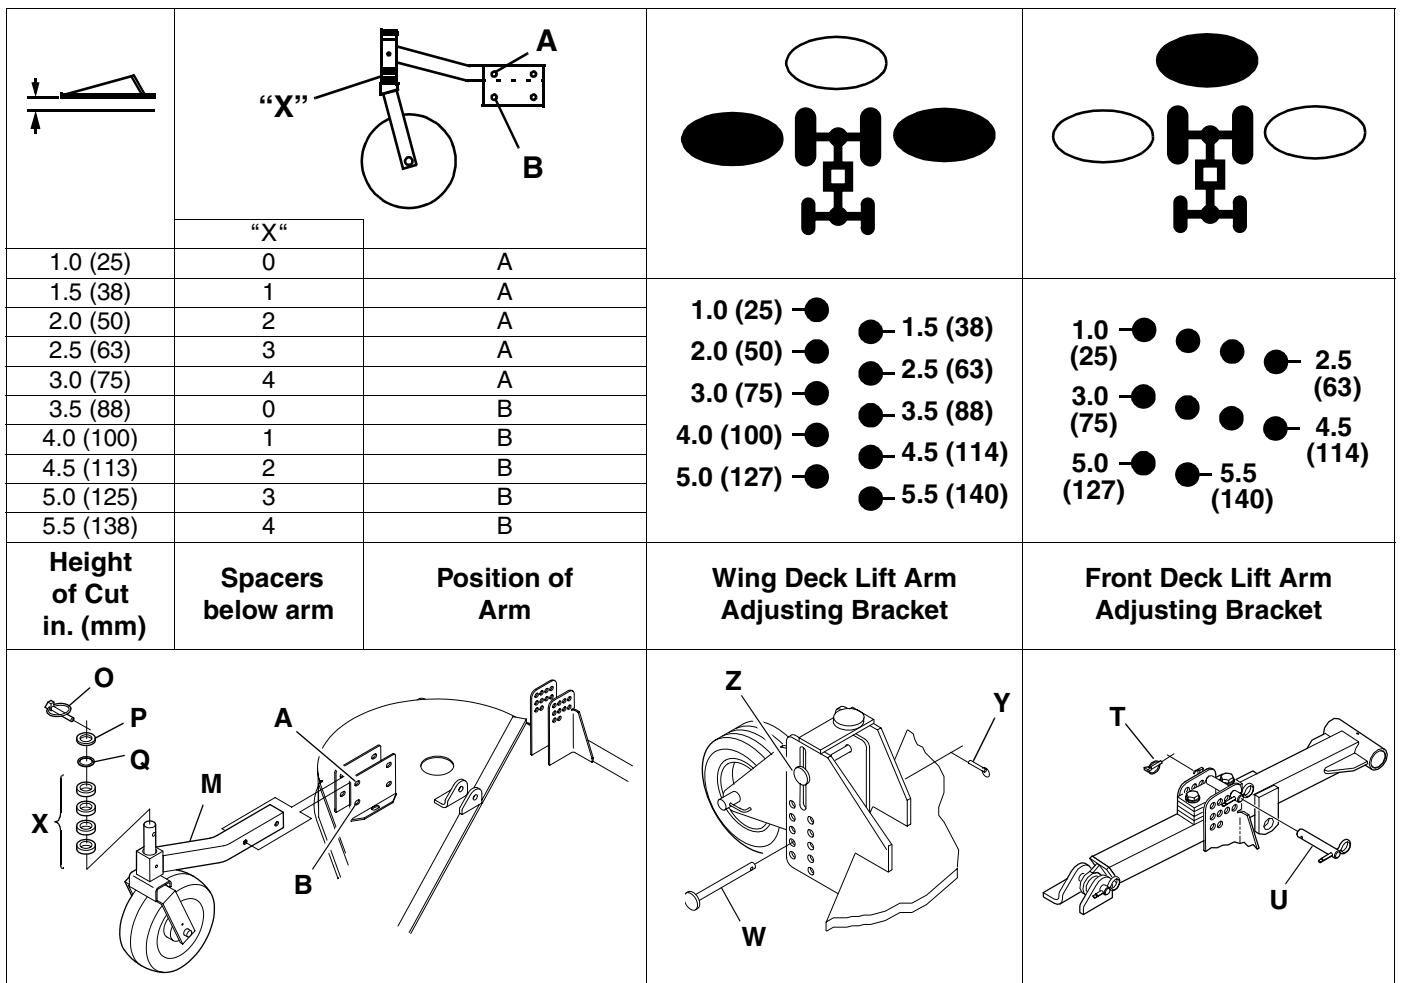 A
“X”
B
“X“
1.0 (25) 0 A
1.5 (38) 1 A
2.0 (50) 2 A
2.5 (63) 3 A
3.0 (75) 4 A
3.5 (88) 0 B
4.0 (100) 1 B
4.5 (113) 2 B
5.0 (125) 3 B
5.5 (138) 4 B
1.0 (25)
1.5 (38)
2.0 (50)
2.5 (63)
3.0 (75)
3.5 (88)
4.0 (100)
4.5 (114)
5.0 (127)
5.5 (140)
1.0
(25)
2.5
(63)
3.0
(75)
4.5
(114)
5.0
(127)
5.5
(140)
Height
of Cut
in. (mm)
Spacers
below arm
Position of
Arm
Wing Deck Lift Arm
Adjusting Bracket
Front Deck Lift Arm
Adjusting Bracket
O
P
Q
X
M
A
B
Z
Y
W
T
U